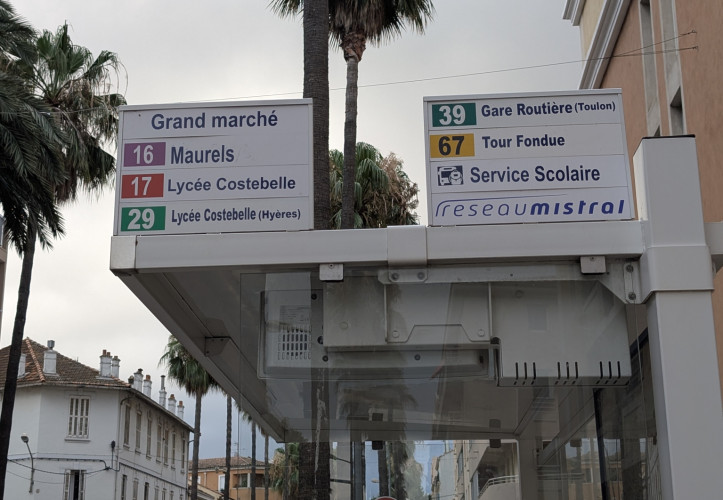 Grand marché
16 Maurels
17 Lycée Costebelle
29 Lycée Costebelle (Hyères)
39 Gare Routière (Toulon)
67 Tour Fondue
Service Scolaire
reseaumistral